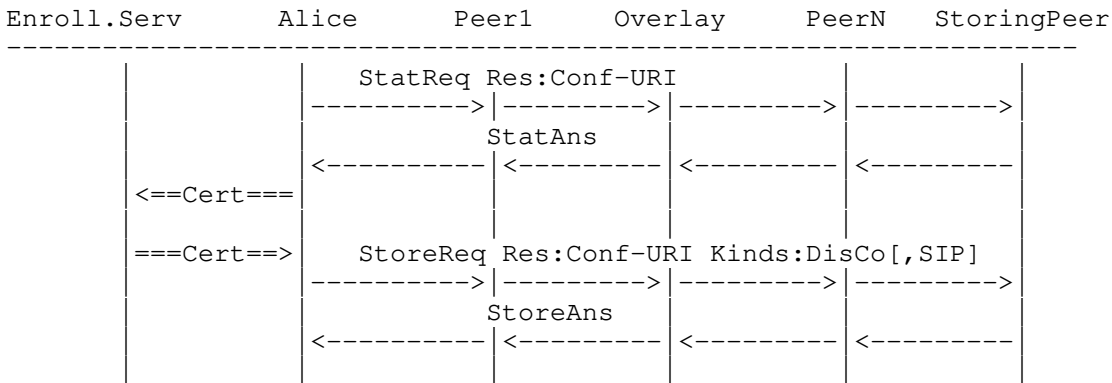 Enroll.Serv Alice Peer1 Overlay PeerN StoringPeer
-------------------------------------------------------------------
StatReq Res:Conf-URI
|---------->|--------->|--------->|--------->|
StatAns
|<----------|<---------|<---------|<---------|
|<==Cert===|
|===Cert==>| StoreReq Res:Conf-URI Kinds:DisCo[,SIP]
|---------->|--------->|--------->|--------->|
StoreAns
|<----------|<---------|<---------|<---------|